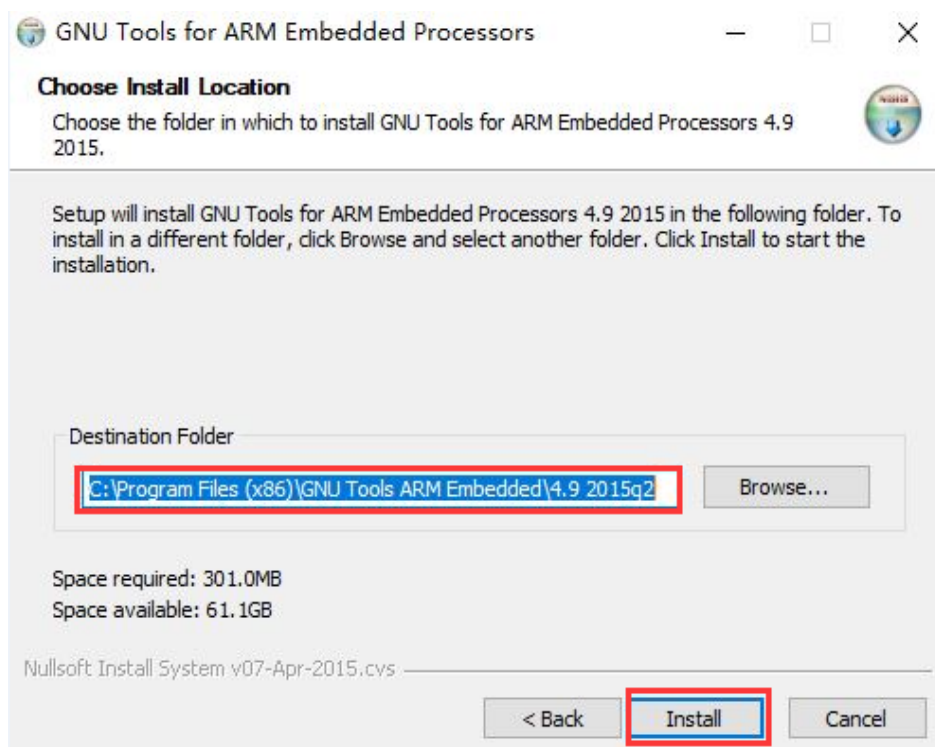 GNU Tools for ARM Embedded Processors
Choose Install Location
Choose the folder in which to install GNU Tools for ARM Embedded Processors 4.9
2015.
Setup will install GNU Tools for ARM Embedded Processors 4.9 2015 in the following folder. To
install in a different folder, click Browse and select another folder. Click Install to start the
installation.
Destination Folder
C:\Program Files (x86)\GNU Tools ARM Embedded\4.9 2015q2
Browse...
Space required: 301.0MB
Space available: 61.1GB
Nullsoft Install System v07-Apr-2015.cvs
< Back
Install
Cancel